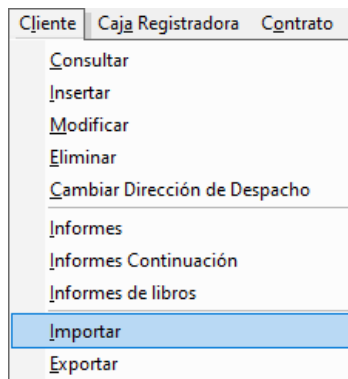 Cliente Caja Registradora Contrato
Consultar
Insertar
Modificar
Eliminar
Cambiar Dirección de Despacho
Informes
Informes Continuación
Informes de libros
Importar
Exportar